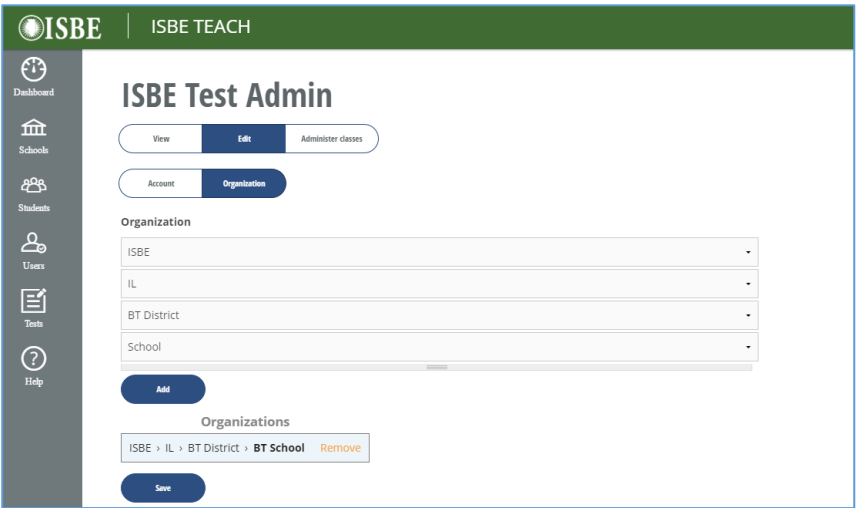 ISBE ISBE TEACH
Dashboard
Schools
Students
Users
Tests
Help
ISBE Test Admin
View Edit Administer classes
Account Organization
Organization
ISBE
IL
BT District
School
Add
Organizations
ISBE › IL › BT District › BT School Remove
Save